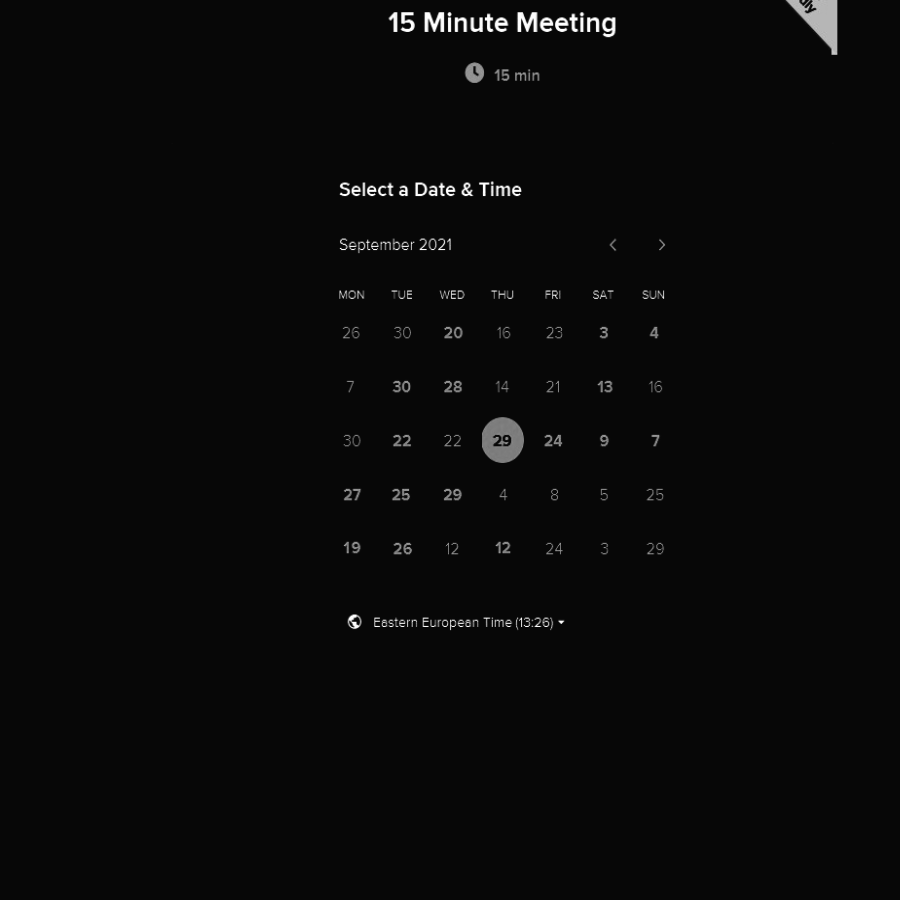 15 Minute Meeting
15 min
Select a Date & Time
September 2021
MON TUE WED THU FRI SAT SUN
26 30 20 16 23 3 4
7 30 28 14 21 13 16
30 22 22 29 24 9 7
27 25 29 4 8 5 25
19 26 12 12 24 3 29
Eastern European Time (13:26)